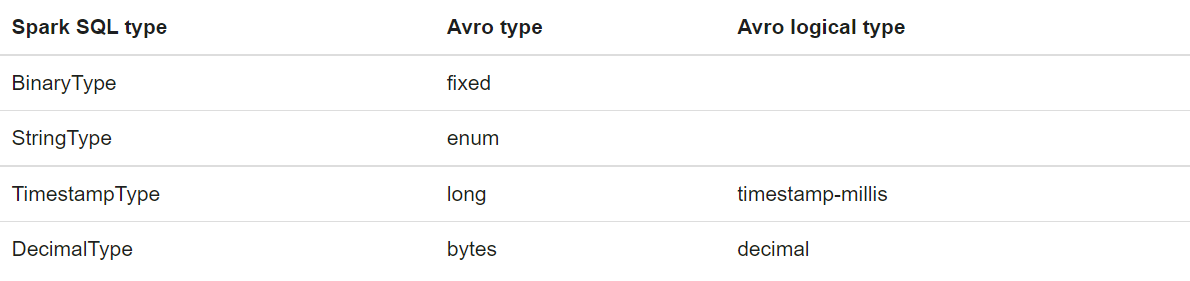 Spark SQL type Avro type Avro logical type
BinaryType fixed
StringType enum
TimestampType long timestamp-millis
DecimalType bytes decimal